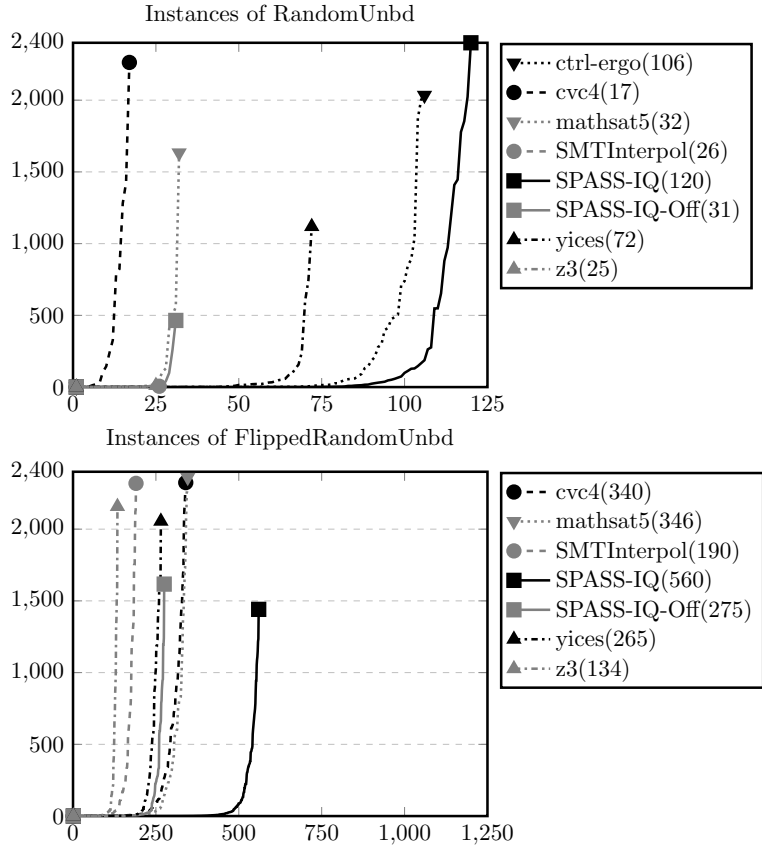 Instances of RandomUnbd
2,400
2,000
1,500
1,000
500
0
0
25
50
75
100
125
ctrl-ergo(106)
cvc4(17)
mathsat5(32)
SMTInterpol(26)
SPASS-IQ(120)
SPASS-IQ-Off(31)
yices(72)
z3(25)
Instances of FlippedRandomUnbd
2,400
2,000
1,500
1,000
500
0
0
250
500
750
1,000
1,250
cvc4(340)
mathsat5(346)
SMTInterpol(190)
SPASS-IQ(560)
SPASS-IQ-Off(275)
yices(265)
z3(134)